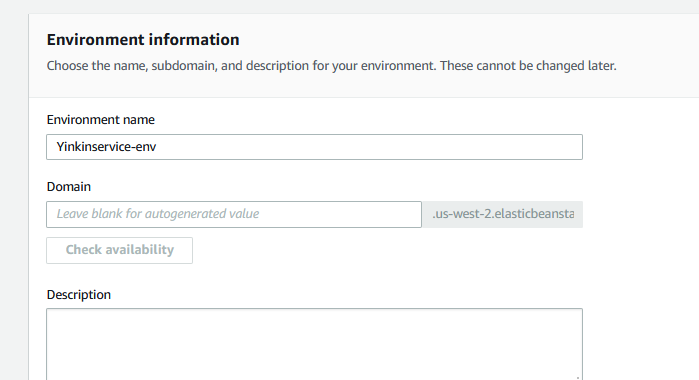 Environment information
Choose the name, subdomain, and description for your environment. These cannot be changed later.
Environment name
Yinkinservice-env
Domain
Leave blank for autogenerated value
.us-west-2.elasticbeansta
Check availability
Description